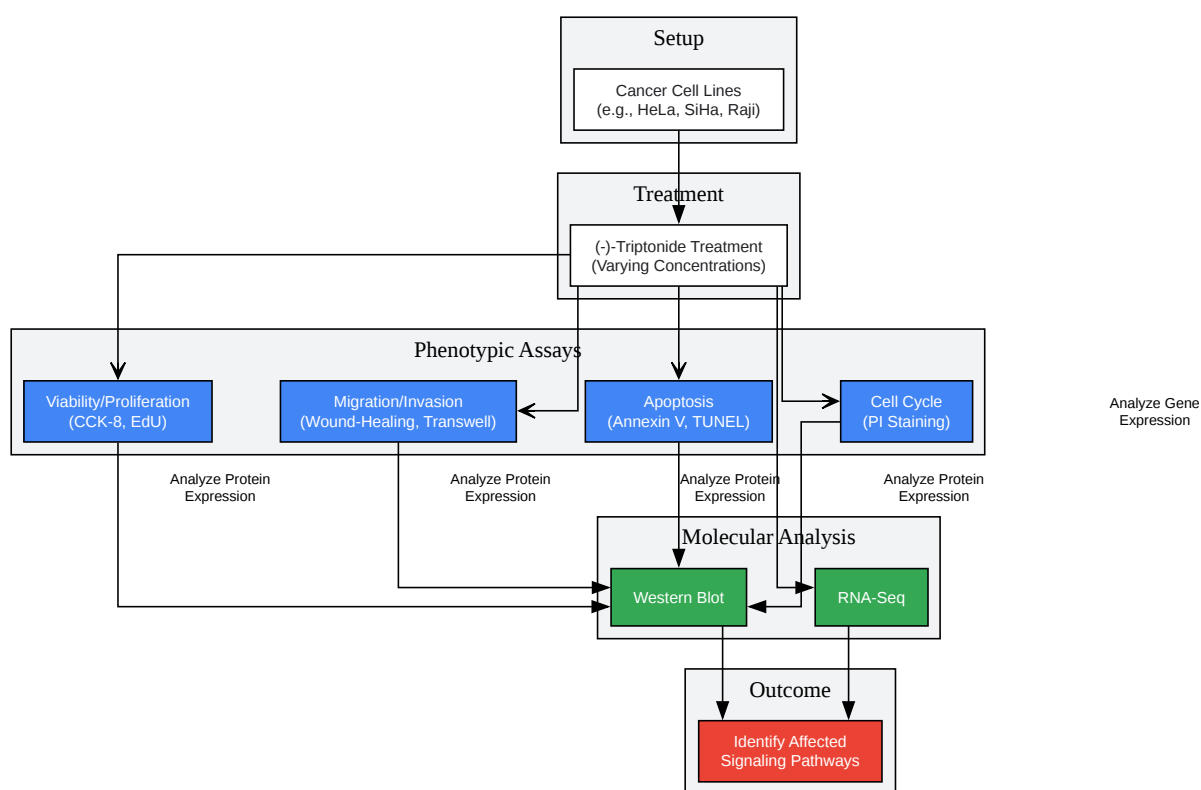 Setup
Cancer Cell Lines
(e.g., HeLa, SiHa, Raji)
Treatment
(-)-Triptonide Treatment
(Varying Concentrations)
Phenotypic Assays
Viability/Proliferation
(CCK-8, EdU)
Migration/Invasion
(Wound-Healing, Transwell)
Apoptosis
(Annexin V, TUNEL)
Cell Cycle
(PI Staining)
Analyze Gene
Expression
Analyze Protein
Expression
Analyze Protein
Expression
Analyze Protein
Expression
Analyze Protein
Expression
Molecular Analysis
Western Blot
RNA-Seq
Outcome
Identify Affected
Signaling Pathways